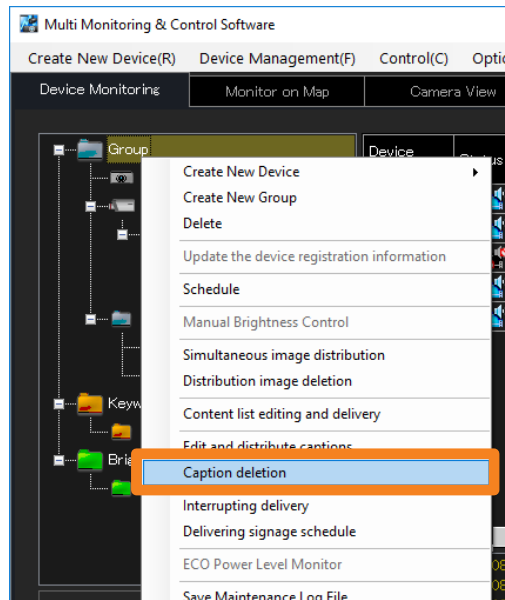 Multi Monitoring & Control Software
Create New Device(R) Device Management(F) Control(C)
Device Monitoring Monitor on Map Camera View
Group
Device
Create New Device
Create New Group
Delete
Update the device registration information
Schedule
Manual Brightness Control
Simultaneous image distribution
Distribution image deletion
Content list editing and delivery
Edit and distribute captions
Caption deletion
Interrupting delivery
Delivering signage schedule
ECO Power Level Monitor
Save Maintenance Log File